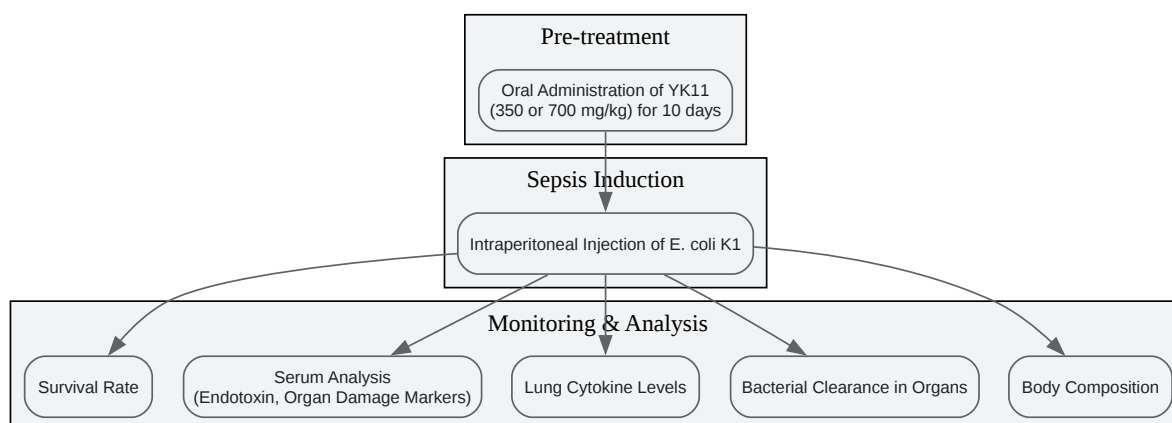 Pre-treatment
Oral Administration of YK11
(350 or 700 mg/kg) for 10 days
Sepsis Induction
Intraperitoneal Injection of E. coli K1
Monitoring & Analysis
Survival Rate
Serum Analysis
(Endotoxin, Organ Damage Markers)
Lung Cytokine Levels
Bacterial Clearance in Organs
Body Composition